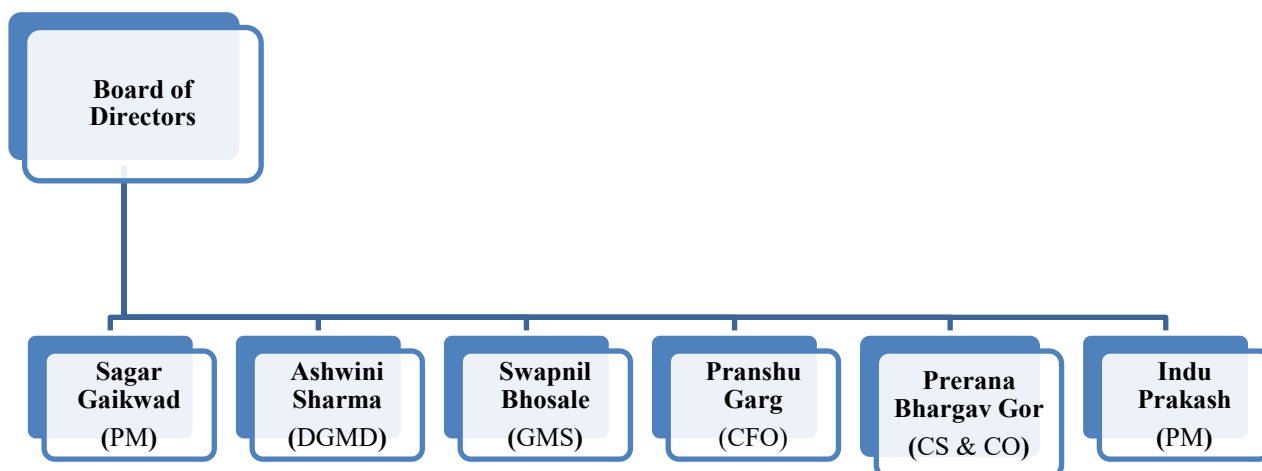 Board of
Directors
Sagar
Gaikwad
(PM)
Ashwini
Sharma
(DGMD)
Swapnil
Bhosale
(GMS)
Pranshu
Garg
(CFO)
Prerana
Bhargav Gor
(CS & CO)
Indu
Prakash
(PM)